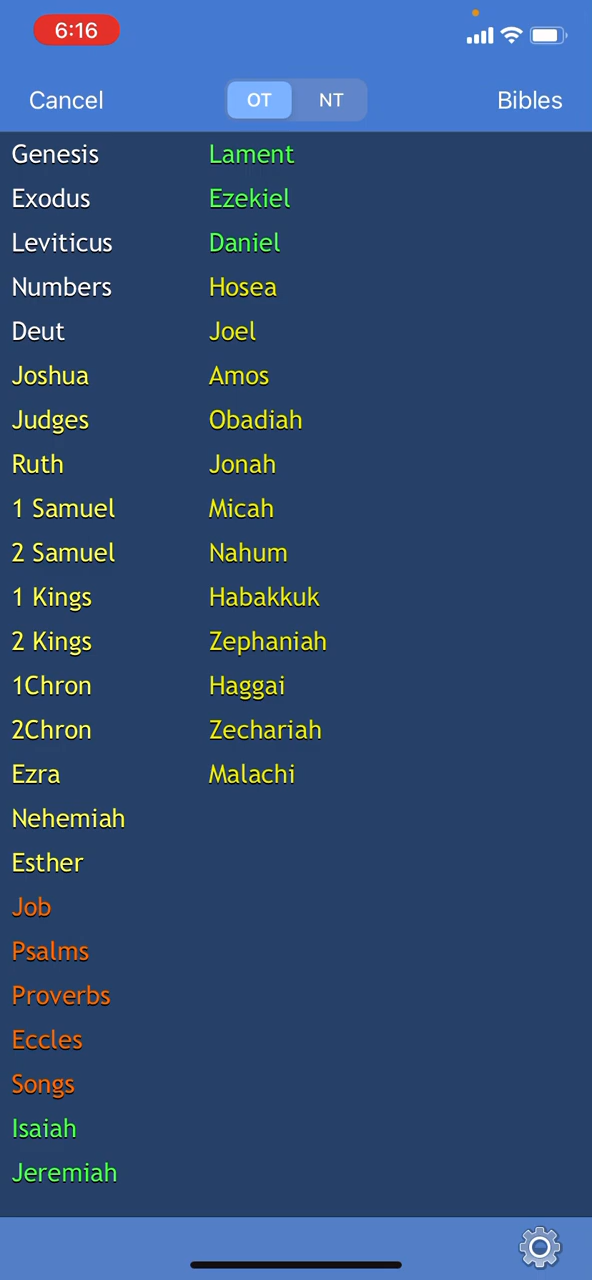 6:16
Cancel OT NT Bibles
Genesis
Exodus
Leviticus
Numbers
Deut
Joshua
Judges
Ruth
1 Samuel
2 Samuel
1 Kings
2 Kings
1Chron
2Chron
Ezra
Nehemiah
Esther
Job
Psalms
Proverbs
Eccles
Songs
Isaiah
Jeremiah
Lament
Ezekiel
Daniel
Hosea
Joel
Amos
Obadiah
Jonah
Micah
Nahum
Habakkuk
Zephaniah
Haggai
Zechariah
Malachi